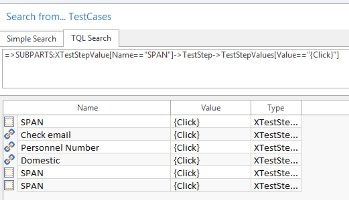 Search from... TestCases
Simple Search TQL Search
=>SUBPARTS:XTestStepValue[Name=="SPAN"]->TestStep->TestStepValues[Value=="{Click}"]
Name Value Type
SPAN {Click} XTestSte...
Check email {Click} XTestSte...
Personnel Number {Click} XTestSte...
Domestic {Click} XTestSte...
SPAN {Click} XTestSte...
SPAN {Click} XTestSte...